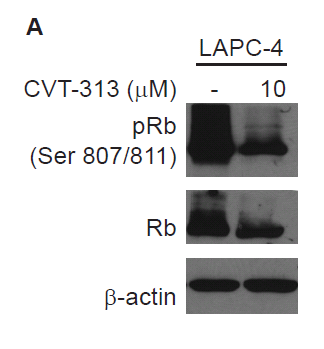 A
LAPC-4
CVT-313 (μM) - 10
pRb
(Ser 807/811)
Rb
β-actin